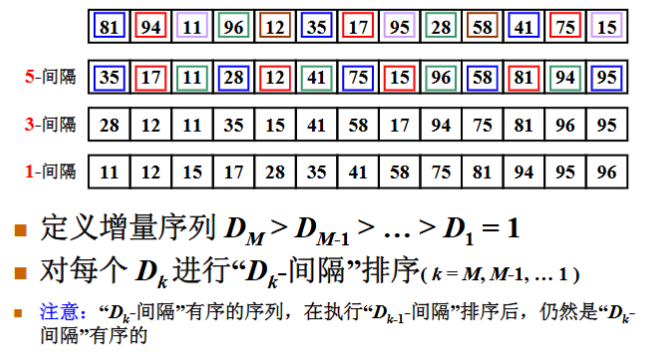 81 94 11 96 12 35 17 95 28 58 41 75 15
5-间隔 35 17 11 28 12 41 75 15 96 58 81 94 95
3-间隔 28 12 11 35 15 41 58 17 94 75 81 96 95
1-间隔 11 12 15 17 28 35 41 58 75 81 94 95 96
■ 定义增量序列 D_M > D_{M-1} > … > D_1 = 1
■ 对每个 D_k 进行“D_k-间隔”排序( k = M, M-1, … 1 )
■ 注意：“D_k-间隔”有序的序列，在执行“D_{k-1}-间隔”排序后，仍然是“D_k-
间隔”有序的